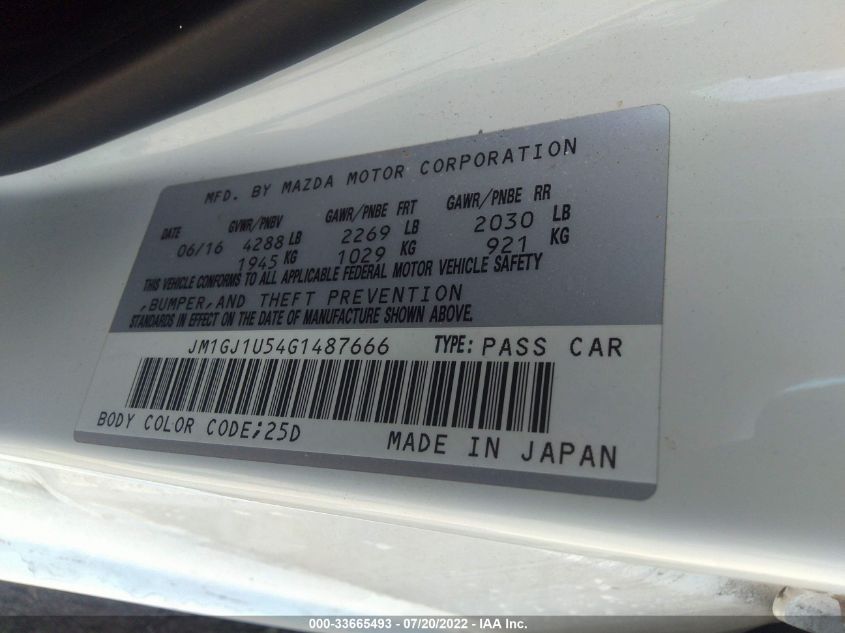 MFD. BY MAZDA MOTOR CORPORATION
DATE GVWR/PNBV GAWR/PNBE FRT GAWR/PNBE RR
06/16 4288 LB 2269 LB 2030 LB
1945 KG 1029 KG 921 KG
THIS VEHICLE CONFORMS TO ALL APPLICABLE FEDERAL MOTOR VEHICLE SAFETY
,BUMPER,AND THEFT PREVENTION
STANDARDS IN EFFECT ON THE DATE OF MANUFACTURE SHOWN ABOVE.
JM1GJ1U54G1487666 TYPE: PASS CAR
BODY COLOR CODE;25D MADE IN JAPAN
000-33665493 - 07/20/2022 - IAA Inc.